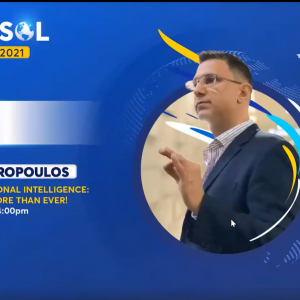 SOL
2021
ROPOULOS
ONAL INTELLIGENCE:
ORE THAN EVER!
:00pm